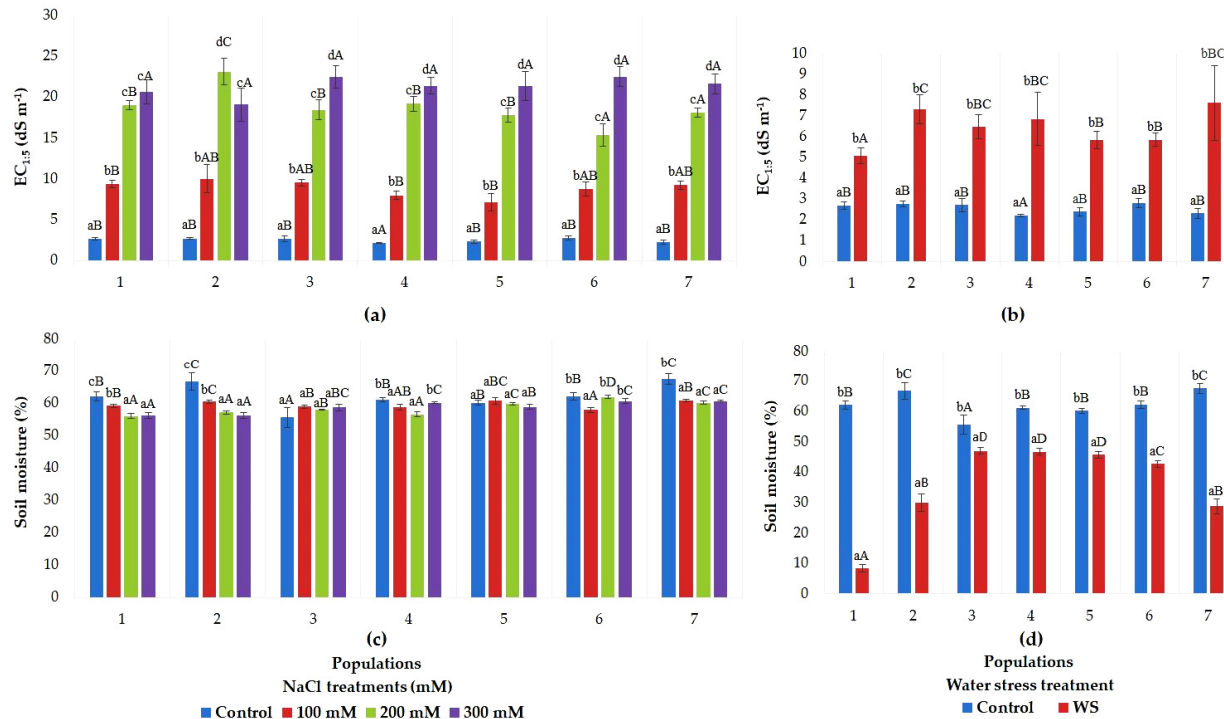 (a)
30
25
20
15
10
5
0
EC1:5 (dS m-1)
aB bB cB cA
aB bAB dC cA
aB bAB cB dA
aA bB cB dA
aB bB cB dA
aB bAB cB dA
aB bAB cA dA
1 2 3 4 5 6 7
(a)
(b)
10
9
8
7
6
5
4
3
2
1
0
EC1:5 (dS m-1)
aB bA
aB bC
aB bBC
aA bBC
aB bB
aB bB
aB bBC
1 2 3 4 5 6 7
(b)
80
70
60
50
40
30
20
10
0
Soil moisture (%)
cB bB aA aA
cC bC aA aA
aA aB aB aBC
bB aAB aA bC
aB aBC aC aB
bB aA bD bC
bC aB aC aC
1 2 3 4 5 6 7
(c)
Populations
NaCl treatments (mM)
Control 100 mM 200 mM 300 mM
80
70
60
50
40
30
20
10
0
Soil moisture (%)
bB aA
bC aB
bA aD
bB aD
bB aD
bB aC
bC aB
1 2 3 4 5 6 7
(d)
Populations
Water stress treatment
Control WS